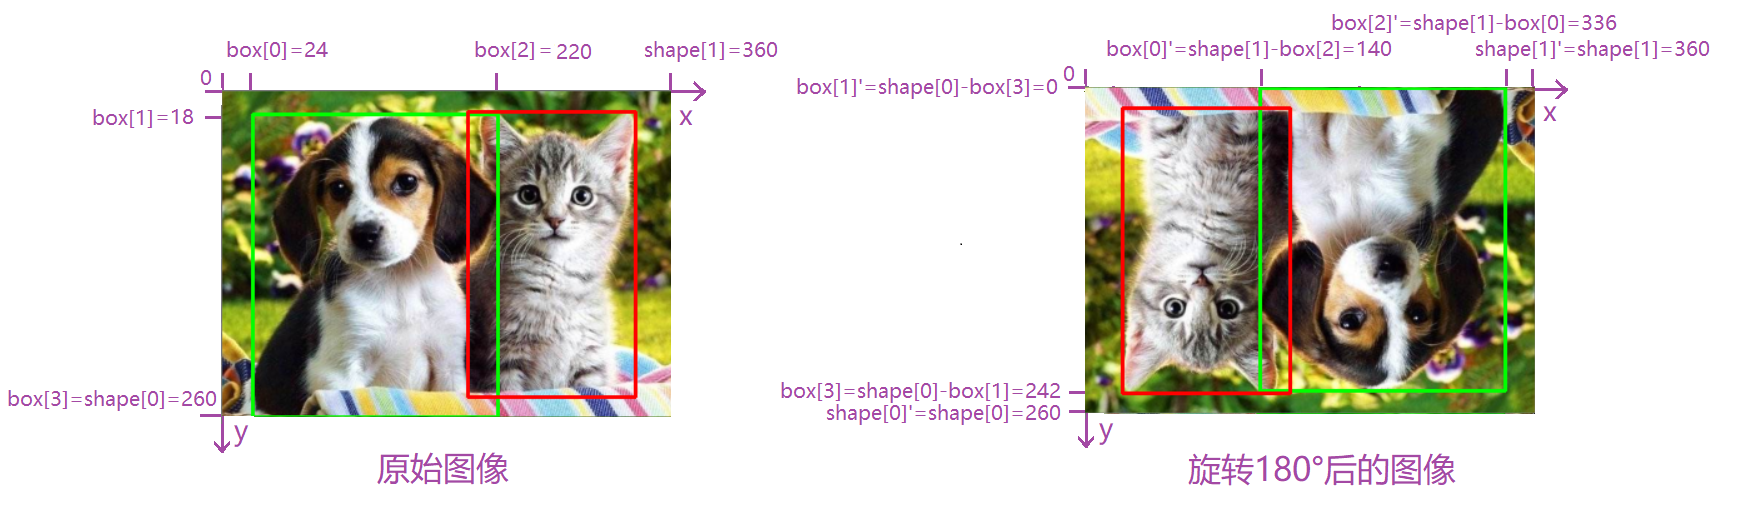 box[0]=24
box[2]=220
shape[1]=360
0
x
box[1]=18
box[3]=shape[0]=260
y
原始图像
box[2]'=shape[1]-box[0]=336
box[0]'=shape[1]-box[2]=140
shape[1]'=shape[1]=360
box[1]'=shape[0]-box[3]=0
0
x
box[3]=shape[0]-box[1]=242
shape[0]'=shape[0]=260
y
旋转180°后的图像